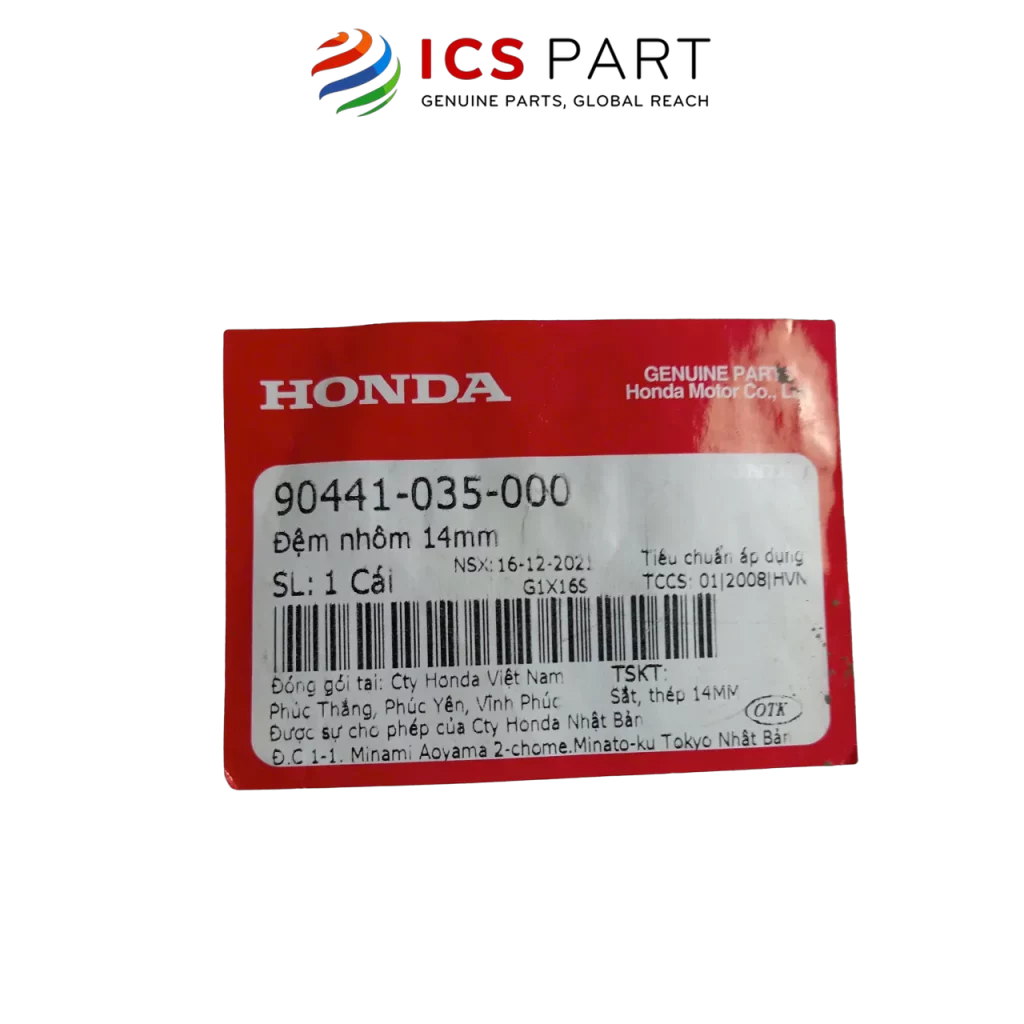 ICS PART
GENUINE PARTS, GLOBAL REACH
HONDA
GENUINE
Honda Motor Co.,
90441-035-000
Đệm nhôm 14mm
NSX: 16-12-2021
Tiêu chuẩn áp dụng
SL: 1 Cái
G1X16S
TCCS: 01|2008|HVN
Đóng gói tai: Cty Honda Việt Nam
TSKT:
Phúc Thắng, Phúc Yên, Vĩnh Phúc
Sắt, thép 14MM
OTK
Được sự cho phép của Cty Honda Nhật Bản
Đ.C 1-1. Minami Aoyama 2-chome.Minato-ku Tokyo Nhật Bản